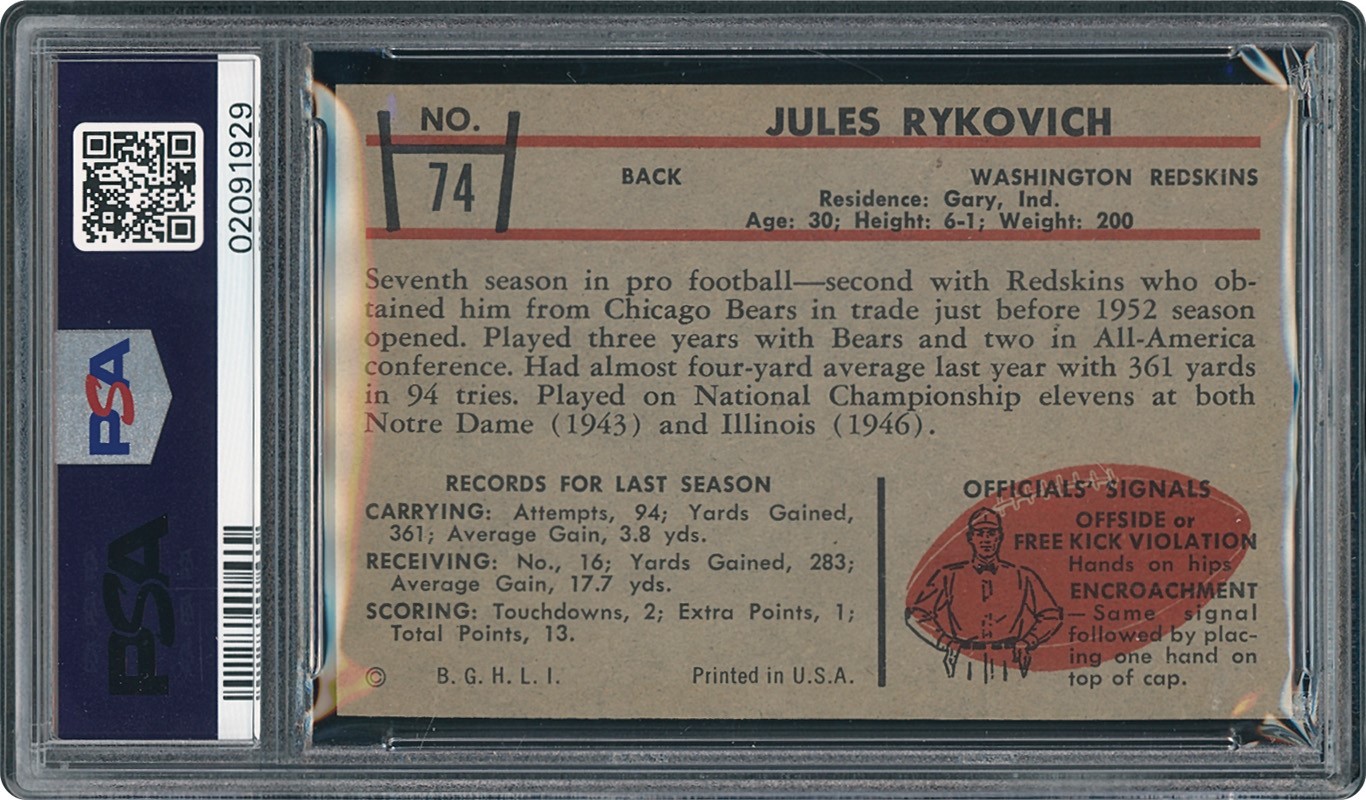 02091929
PSA
PSA
NO.
74
JULES RYKOVICH
BACK
WASHINGTON REDSKINS
Residence: Gary, Ind.
Age: 30; Height: 6-1; Weight: 200
Seventh season in pro football—second with Redskins who ob-
tained him from Chicago Bears in trade just before 1952 season
opened. Played three years with Bears and two in All-America
conference. Had almost four-yard average last year with 361 yards
in 94 tries. Played on National Championship elevens at both
Notre Dame (1943) and Illinois (1946).
RECORDS FOR LAST SEASON
CARRYING: Attempts, 94; Yards Gained,
361; Average Gain, 3.8 yds.
RECEIVING: No., 16; Yards Gained, 283;
Average Gain, 17.7 yds.
SCORING: Touchdowns, 2; Extra Points, 1;
Total Points, 13.
© B. G. H. L. I. Printed in U.S.A.
OFFICIALS' SIGNALS
OFFSIDE or
FREE KICK VIOLATION
Hands on hips
ENCROACHMENT
—Same signal
followed by plac-
ing one hand on
top of cap.